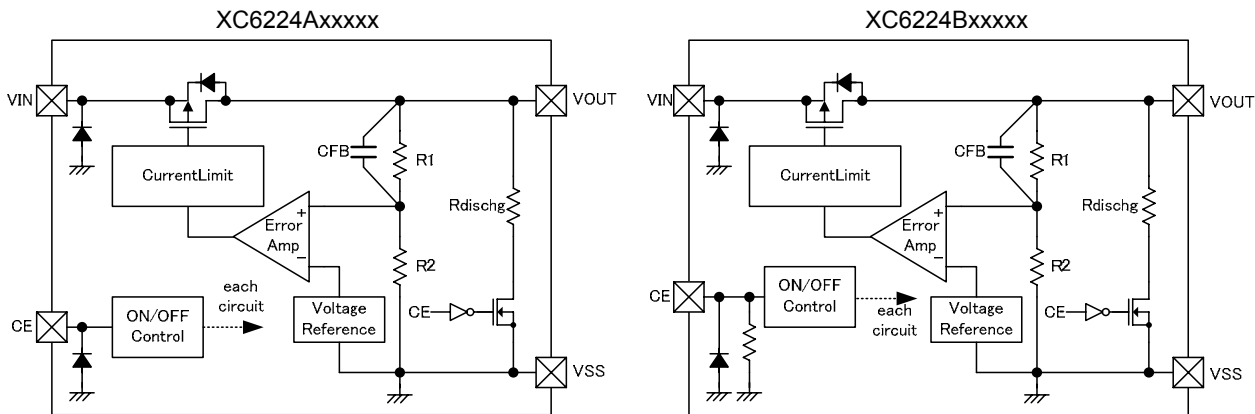 XC6224Axxxxx
VIN
VOUT
CFB
R1
CurrentLimit
Rdischg
+
Error
Amp
−
R2
each
circuit
CE
ON/OFF
Control
Voltage
Reference
CE
VSS
XC6224Bxxxxx
VIN
VOUT
CFB
R1
CurrentLimit
Rdischg
+
Error
Amp
−
R2
CE
ON/OFF
Control
each
circuit
Voltage
Reference
CE
VSS